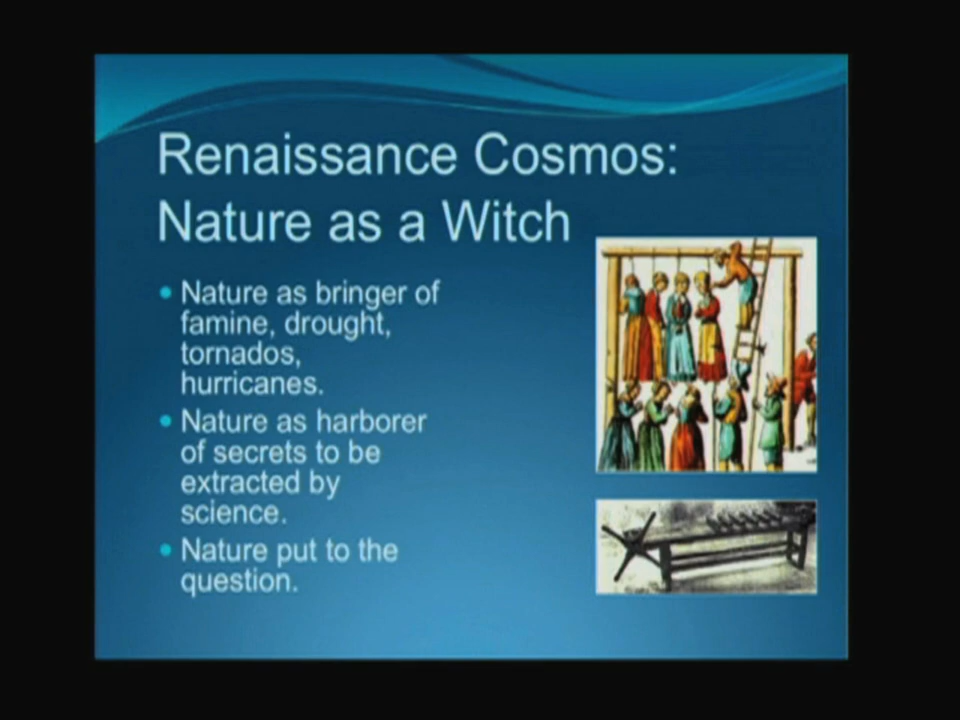 Renaissance Cosmos:
Nature as a Witch
• Nature as bringer of
famine, drought,
tornados,
hurricanes.
• Nature as harborer
of secrets to be
extracted by
science.
• Nature put to the
question.